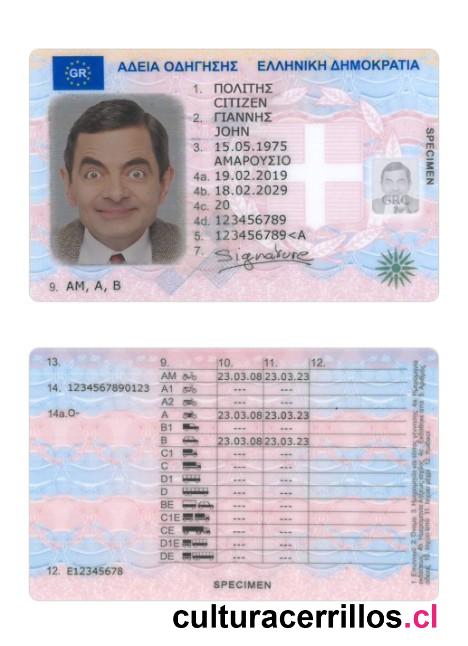 GR
ΑΔΕΙΑ ΟΔΗΓΗΣΗΣ ΕΛΛΗΝΙΚΗ ΔΗΜΟΚΡΑΤΙΑ
1. ΠΟΛΙΤΗΣ
CITIZEN
2. ΓΙΑΝΝΗΣ
JOHN
3. 15.05.1975
ΑΜΑΡΟΥΣΙΟ
4a. 19.02.2019
4b. 18.02.2029
4c. 20
4d. 123456789
5. 123456789<A
7. Signature
9. AM, A, B
SPECIMEN
GRC
13. 9. 10. 11. 12.
AM 23.03.08 23.03.23
14. 1234567890123
A1 ---
A2 ---
14a.O-
A 23.03.08 23.03.23
B1 ---
B 23.03.08 23.03.23
C1 --- ---
C --- ---
D1 --- ---
D --- ---
BE --- ---
C1E --- ---
CE --- ---
D1E --- ---
DE --- ---
12. E12345678
SPECIMEN
culturacerrillos.cl